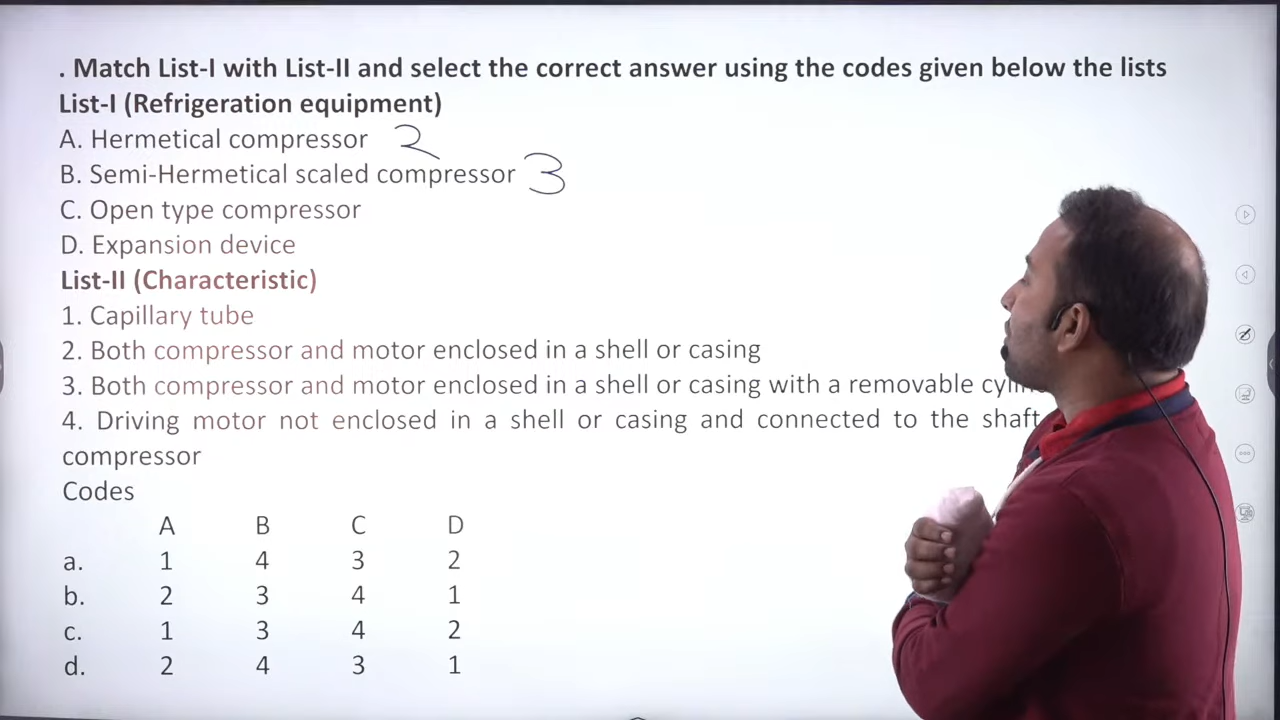 . Match List-I with List-II and select the correct answer using the codes given below the lists
List-I (Refrigeration equipment)
A. Hermetical compressor 2
B. Semi-Hermetical scaled compressor 3
C. Open type compressor
D. Expansion device
List-II (Characteristic)
1. Capillary tube
2. Both compressor and motor enclosed in a shell or casing
3. Both compressor and motor enclosed in a shell or casing with a removable
4. Driving motor not enclosed in a shell or casing and connected to the shaft
compressor
Codes
A B C D
a. 1 4 3 2
b. 2 3 4 1
c. 1 3 4 2
d. 2 4 3 1